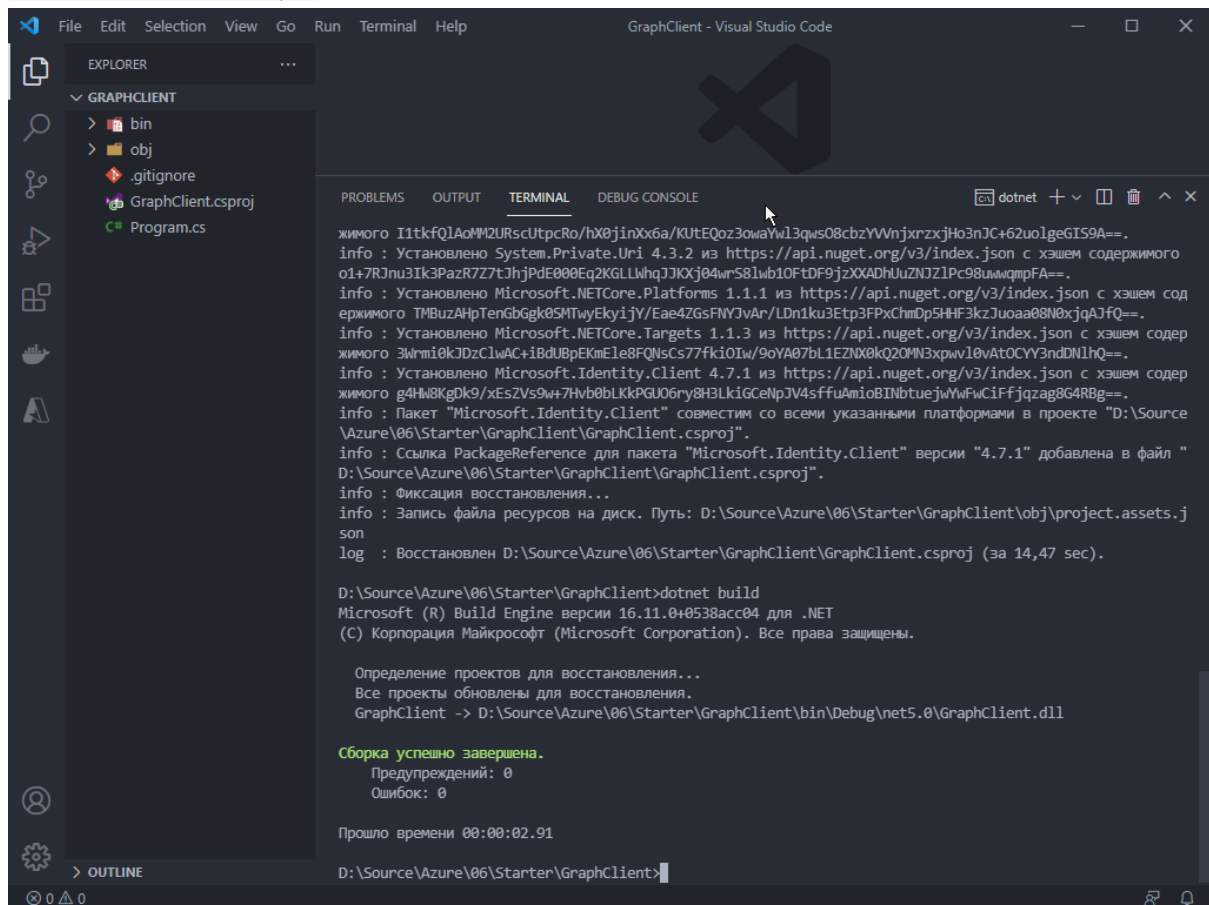 File Edit Selection View Go Run Terminal Help GraphClient - Visual Studio Code
EXPLORER
GRAPHCLIENT
bin
obj
.gitignore
GraphClient.csproj
C# Program.cs
OUTLINE
PROBLEMS OUTPUT TERMINAL DEBUG CONSOLE dotnet
жимого I1tkfQlAoMM2URscUtpcRo/hX0jinXx6a/KUtEQoz3owaYwl3qwsO8cbzYVVnjxrzxjHo3nJC+62uolgeGIS9A==.
info : Установлено System.Private.Uri 4.3.2 из https://api.nuget.org/v3/index.json с хэшем содержимого
o1+7RJnu3Ik3PazR7Z7tJhjPdE000Eq2KGLLWhqJJKXj04wrS8lwb1OFtDF9jzXXADhUuZNJZlPc98uwwqmpFA==.
info : Установлено Microsoft.NETCore.Platforms 1.1.1 из https://api.nuget.org/v3/index.json с хэшем сод
ержимого TMBuzAHpTenGbGgk0SMTwyEkyijY/Eae4ZGsFNYJvAr/LDn1ku3Etp3FPxChmDp5HHF3kzJuoaa08N0xjqAJfQ==.
info : Установлено Microsoft.NETCore.Targets 1.1.3 из https://api.nuget.org/v3/index.json с хэшем содер
жимого 3Wrmi0kJDzClwAC+iBdUBpEKmEle8FQNsCs77fkiOIw/9oYA07bL1EZNX0kQ2OMN3xpwvl0vAtOCYY3ndDNlhQ==.
info : Установлено Microsoft.Identity.Client 4.7.1 из https://api.nuget.org/v3/index.json с хэшем содер
жимого g4HW8KgDk9/xEsZVs9w+7Hvb0bLKkPGUO6ry8H3LkiGCeNpJV4sffuAmioBINbtuejwYwFwCiFfjqzag8G4RBg==.
info : Пакет "Microsoft.Identity.Client" совместим со всеми указанными платформами в проекте "D:\Source
\Azure\06\Starter\GraphClient\GraphClient.csproj".
info : Ссылка PackageReference для пакета "Microsoft.Identity.Client" версии "4.7.1" добавлена в файл "
D:\Source\Azure\06\Starter\GraphClient\GraphClient.csproj".
info : Фиксация восстановления...
info : Запись файла ресурсов на диск. Путь: D:\Source\Azure\06\Starter\GraphClient\obj\project.assets.j
son
log  : Восстановлен D:\Source\Azure\06\Starter\GraphClient\GraphClient.csproj (за 14,47 sec).
D:\Source\Azure\06\Starter\GraphClient>dotnet build
Microsoft (R) Build Engine версии 16.11.0+0538acc04 для .NET
(C) Корпорация Майкрософт (Microsoft Corporation). Все права защищены.
Определение проектов для восстановления...
Все проекты обновлены для восстановления.
GraphClient -> D:\Source\Azure\06\Starter\GraphClient\bin\Debug\net5.0\GraphClient.dll
Сборка успешно завершена.
Предупреждений: 0
Ошибок: 0
Прошло времени 00:00:02.91
D:\Source\Azure\06\Starter\GraphClient>
0 0